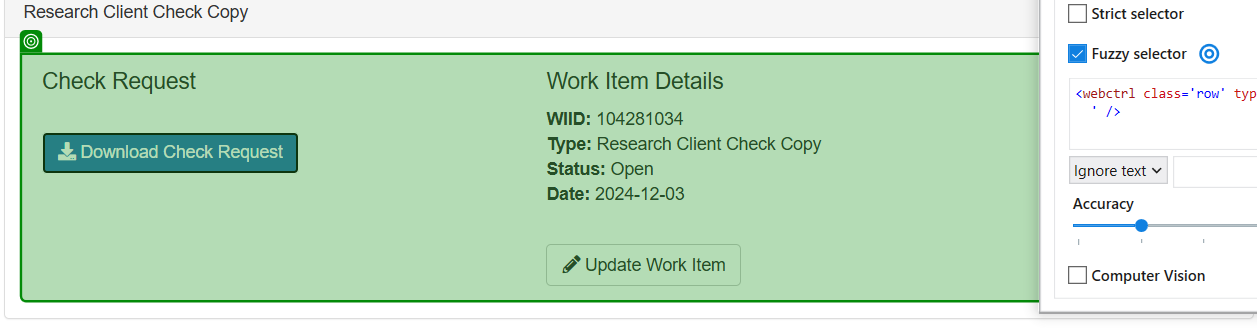 Research Client Check Copy
Check Request
Download Check Request
Work Item Details
WIID: 104281034
Type: Research Client Check Copy
Status: Open
Date: 2024-12-03
Update Work Item
Strict selector
Fuzzy selector
<webctrl class='row' typ
' />
Ignore text
Accuracy
Computer Vision